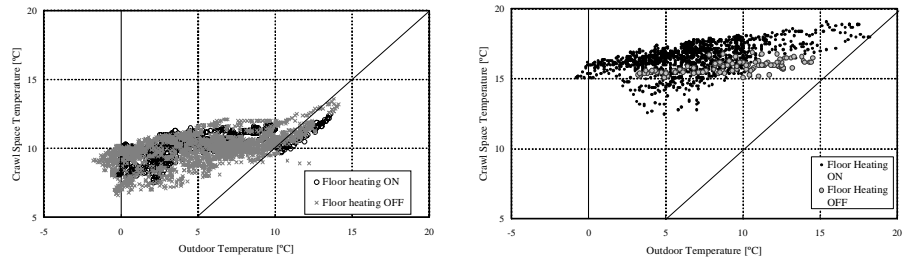 20
15
10
5
-5
0
5
10
15
20
Crawl Space Temperature [ºC]
Outdoor Temperature [ºC]
Floor heating ON
Floor heating OFF
20
15
10
5
-5
0
5
10
15
20
Crawl Space Temperature [ºC]
Outdoor Temperature [ºC]
Floor Heating
ON
Floor Heating
OFF